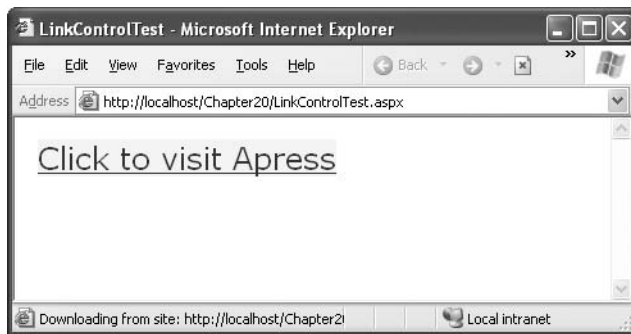 LinkControlTest - Microsoft Internet Explorer
File Edit View Favorites Tools Help Back »
Address http://localhost/Chapter20/LinkControlTest.aspx
Click to visit Apress
Downloading from site: http://localhost/Chapter2 Local intranet